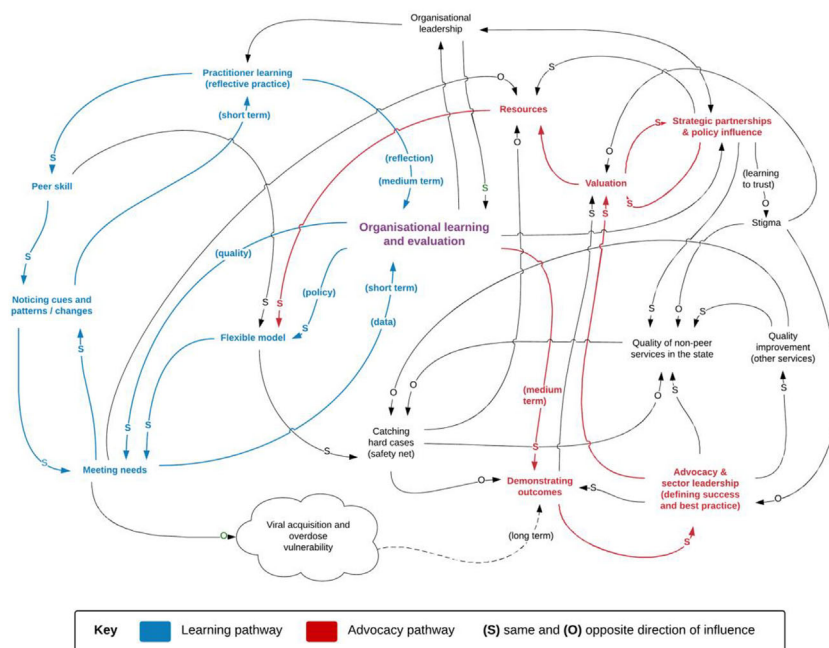 Organisational
leadership
Practitioner learning
(reflective practice)
(short term)
O
S
Resources
S
Strategic partnerships
& policy influence
S
Peer skill
(reflection)
(medium term)
O
O
Valuation
(learning
to trust)
S
S
O
Stigma
S
S
Organisational learning
and evaluation
(quality)
S
Noticing cues and
patterns / changes
(policy)
(short term)
(data)
S
S
S
Flexible model
S
S
O
S
Quality of non-peer
services in the state
Quality
improvement
(other services)
S
O
O
(medium
term)
O
S
S
Catching
hard cases
(safety net)
S
S
S
S
S
Meeting needs
O
Demonstrating
outcomes
S
Advocacy &
sector leadership
(defining success
and best practice)
O
Viral acquisition and
overdose
vulnerability
O
(long term)
S
Key
Learning pathway
Advocacy pathway
(S) same and (O) opposite direction of influence